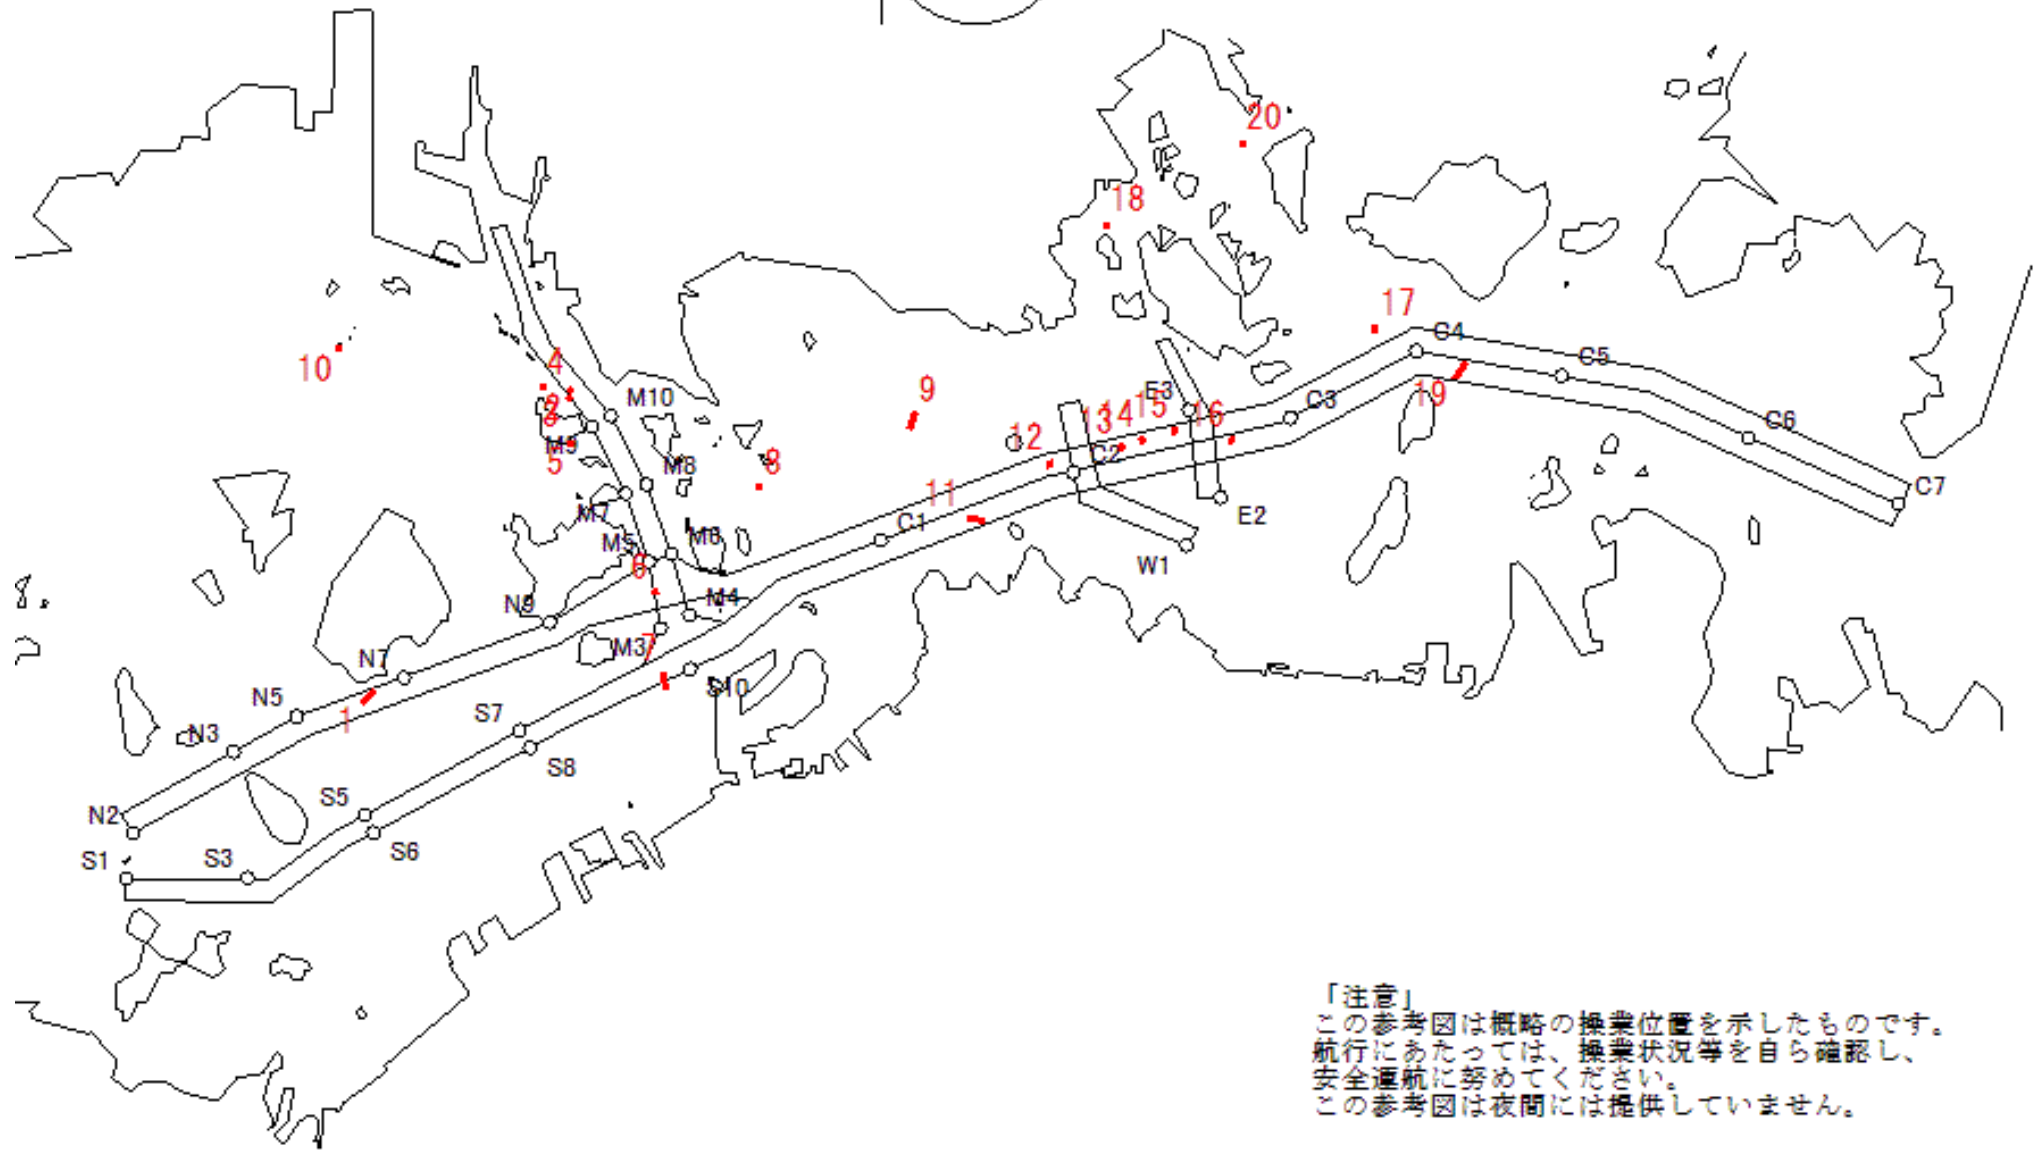 20
18
17
C4
C5
10
4
M10
9
E3
19
2
3
15
16
14
13
C3
12
C6
M9
5
M8
8
C2
C7
11
E2
M7
C1
M5
M6
W1
6
N9
M4
M3
7
N7
S10
N5
1
S7
N3
S8
S5
N2
S6
S1
S3
「注意」
この参考図は概略の操業位置を示したものです。
航行にあたっては、操業状況等を自ら確認し、
安全運航に努めてください。
この参考図は夜間には提供していません。